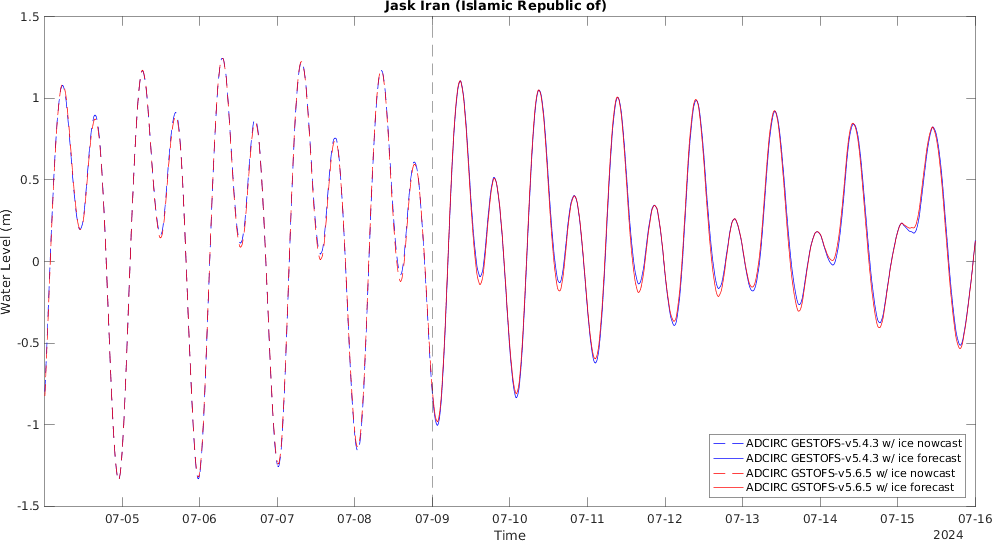 Jask Iran (Islamic Republic of)
1.5
1
0.5
0
-0.5
-1
-1.5
Water Level (m)
07-05
07-06
07-07
07-08
07-09
07-10
07-11
07-12
07-13
07-14
07-15
07-16
Time
2024
ADCIRC GESTOFS-v5.4.3 w/ ice nowcast
ADCIRC GESTOFS-v5.4.3 w/ ice forecast
ADCIRC GSTOFS-v5.6.5 w/ ice nowcast
ADCIRC GSTOFS-v5.6.5 w/ ice forecast